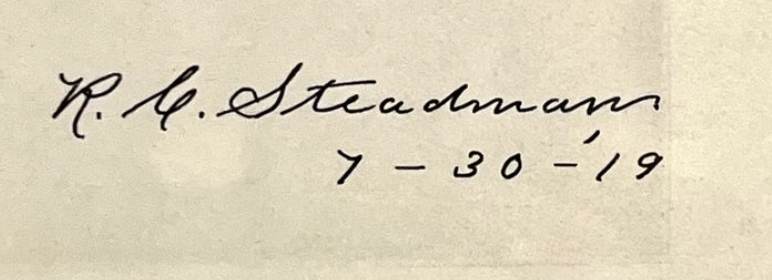 R. C. Steadman
7 - 30 - '19